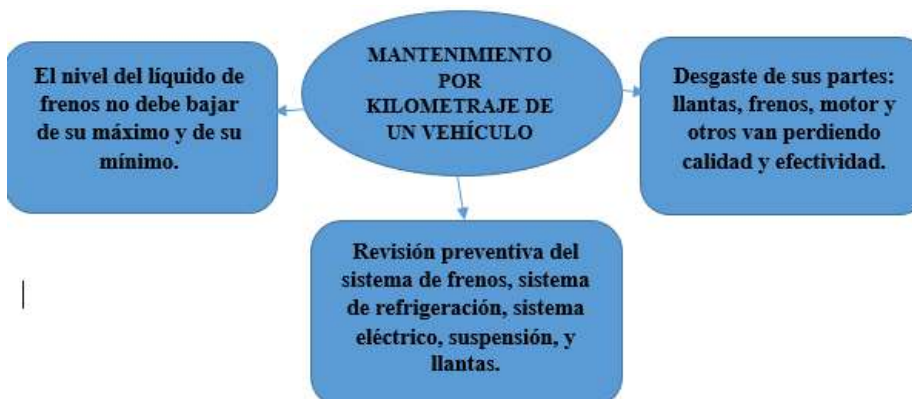 MANTENIMIENTO
POR
KILOMETRAJE DE
UN VEHÍCULO
El nivel del líquido de
frenos no debe bajar
de su máximo y de su
mínimo.
Desgaste de sus partes:
llantas, frenos, motor y
otros van perdiendo
calidad y efectividad.
Revisión preventiva del
sistema de frenos, sistema
de refrigeración, sistema
eléctrico, suspensión, y
llantas.